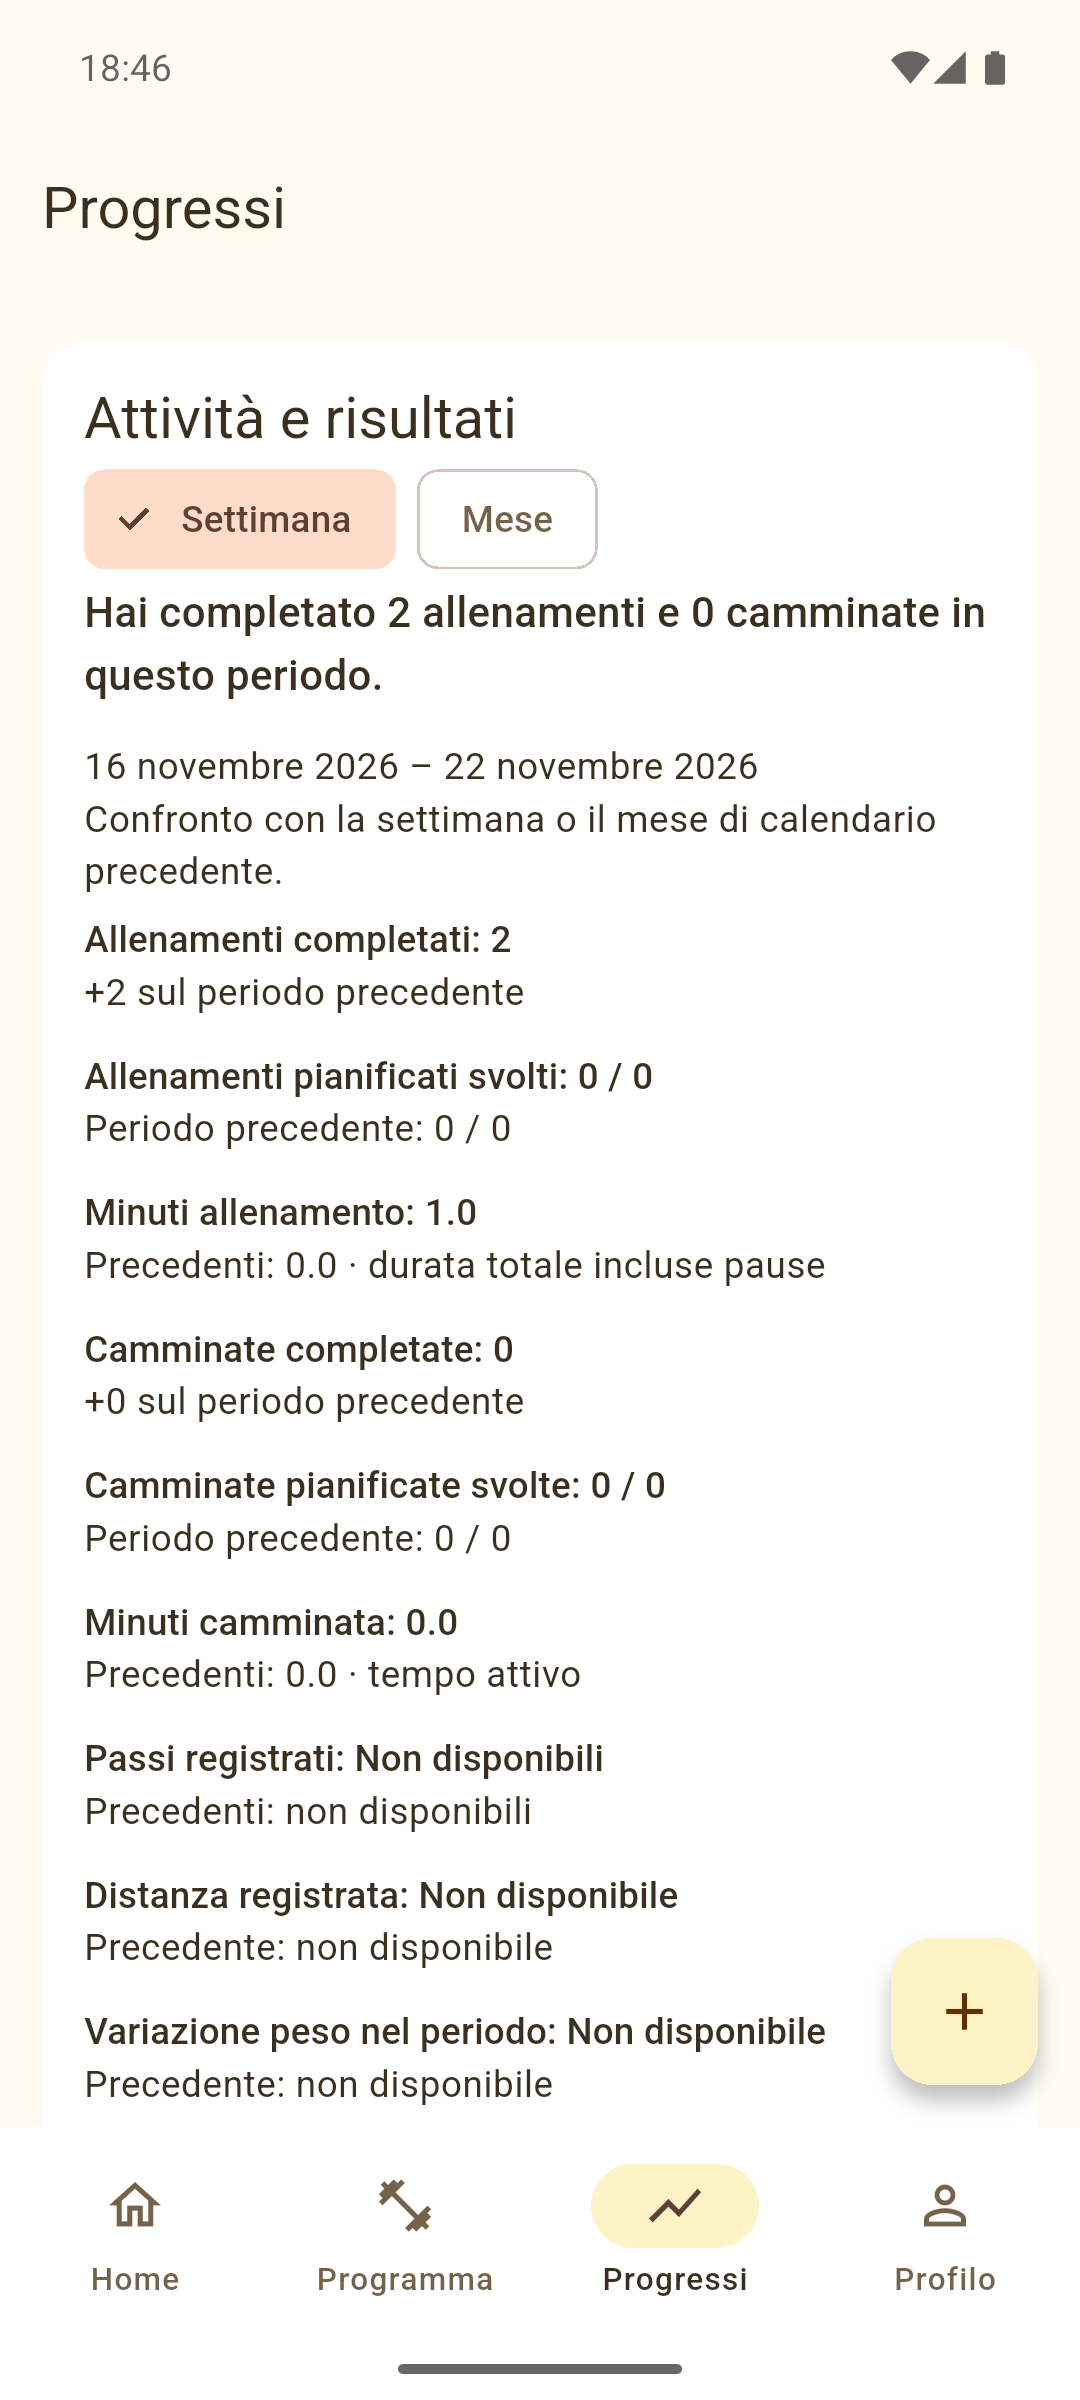 18:46
Progressi
Attività e risultati
Settimana
Mese
Hai completato 2 allenamenti e 0 camminate in
questo periodo.
16 novembre 2026 – 22 novembre 2026
Confronto con la settimana o il mese di calendario
precedente.
Allenamenti completati: 2
+2 sul periodo precedente
Allenamenti pianificati svolti: 0 / 0
Periodo precedente: 0 / 0
Minuti allenamento: 1.0
Precedenti: 0.0 · durata totale incluse pause
Camminate completate: 0
+0 sul periodo precedente
Camminate pianificate svolte: 0 / 0
Periodo precedente: 0 / 0
Minuti camminata: 0.0
Precedenti: 0.0 · tempo attivo
Passi registrati: Non disponibili
Precedenti: non disponibili
Distanza registrata: Non disponibile
Precedente: non disponibile
Variazione peso nel periodo: Non disponibile
Precedente: non disponibile
Home
Programma
Progressi
Profilo